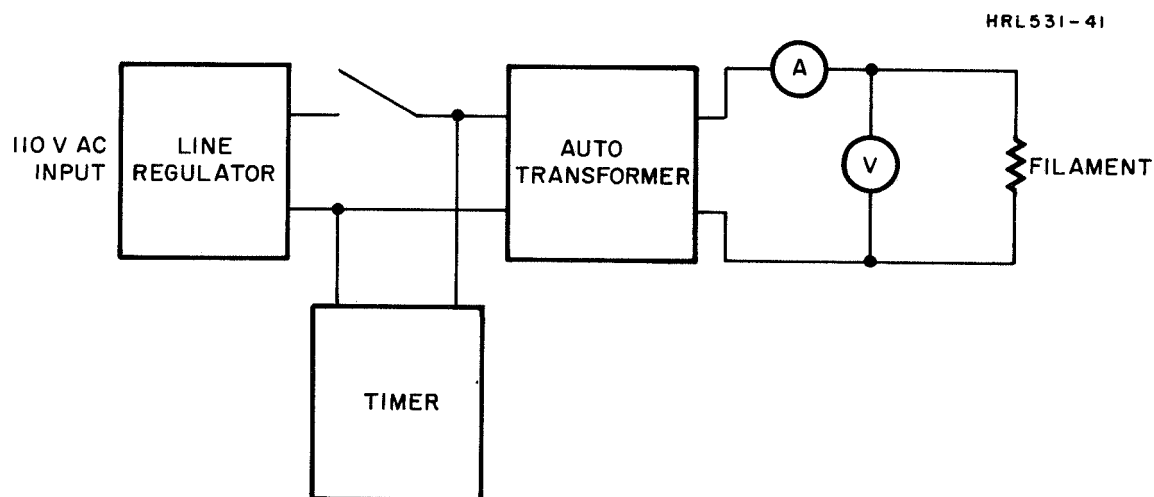 HRL531-41
110 V AC
INPUT
LINE
REGULATOR
AUTO
TRANSFORMER
A
V
FILAMENT
TIMER